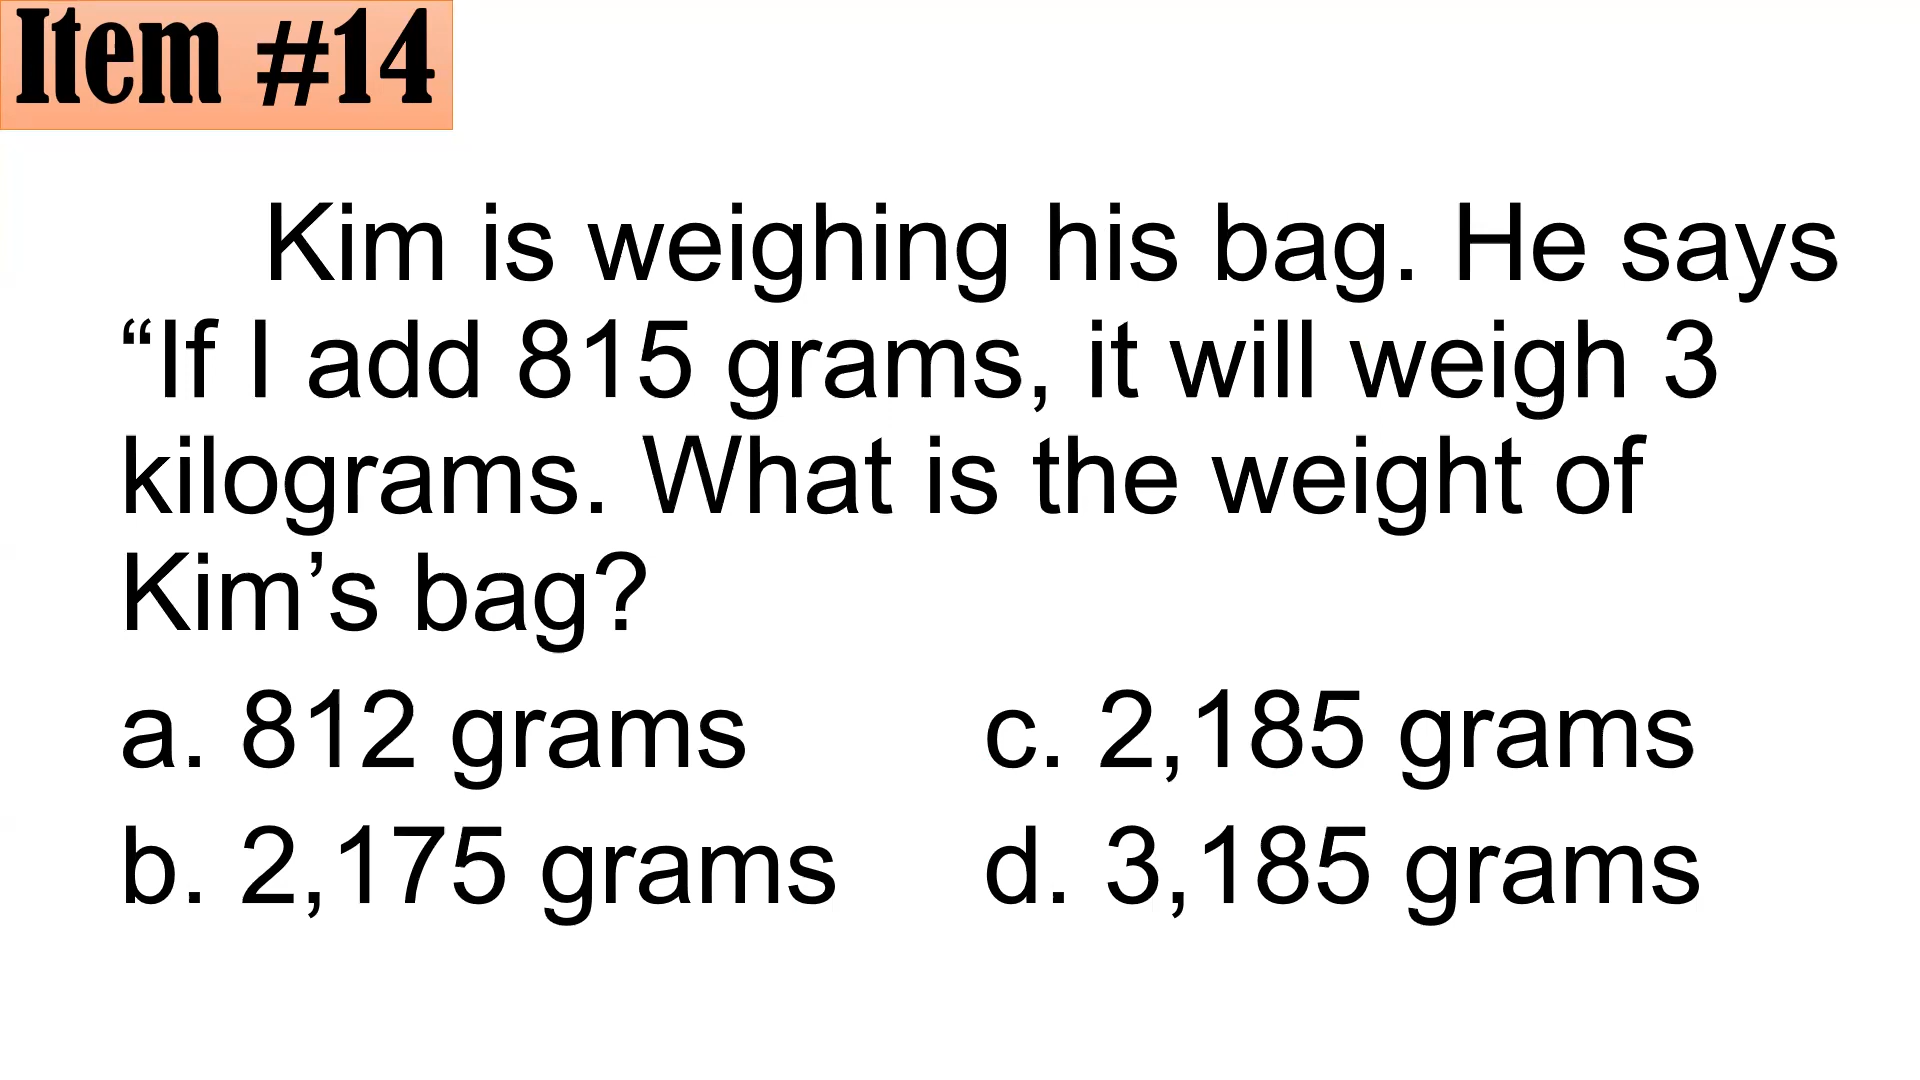 Item #14
Kim is weighing his bag. He says
“If I add 815 grams, it will weigh 3
kilograms. What is the weight of
Kim’s bag?
a. 812 grams c. 2,185 grams
b. 2,175 grams d. 3,185 grams